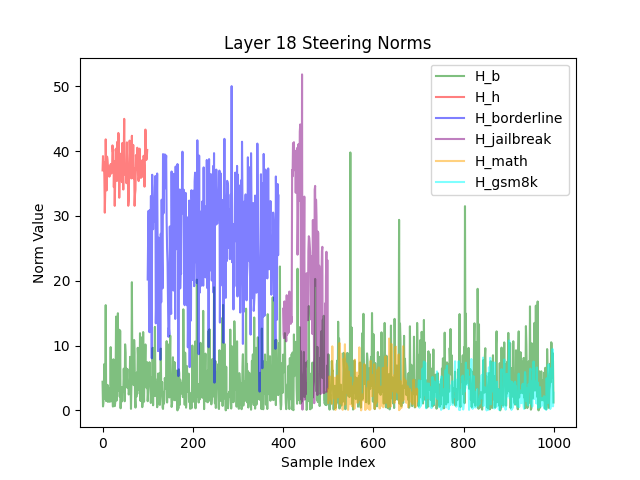 Layer 18 Steering Norms
H_b
H_h
H_borderline
H_jailbreak
H_math
H_gsm8k
Norm Value
50
40
30
20
10
0
0 200 400 600 800 1000
Sample Index